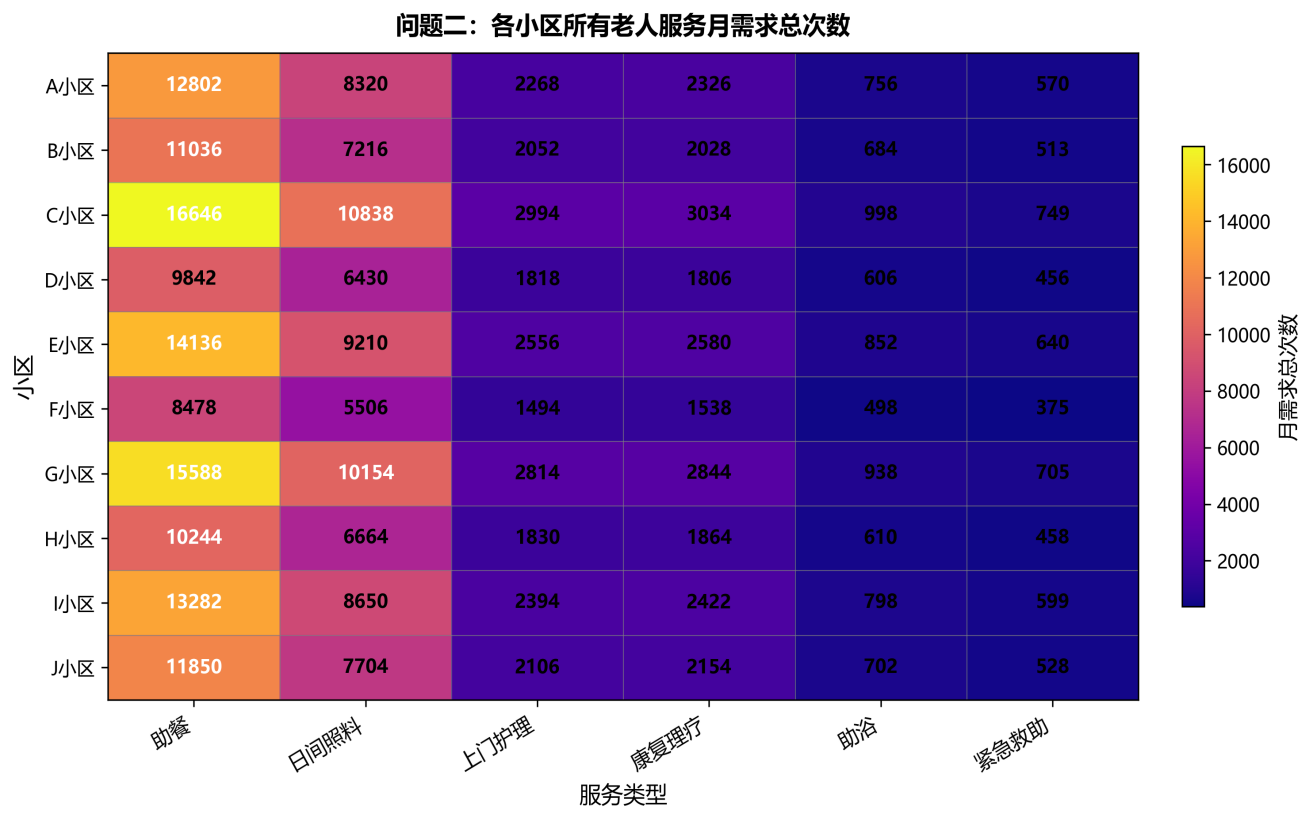 问题二：各小区所有老人服务月需求总次数
A小区 12802 8320 2268 2326 756 570
B小区 11036 7216 2052 2028 684 513
C小区 16646 10838 2994 3034 998 749
D小区 9842 6430 1818 1806 606 456
E小区 14136 9210 2556 2580 852 640
F小区 8478 5506 1494 1538 498 375
G小区 15588 10154 2814 2844 938 705
H小区 10244 6664 1830 1864 610 458
I小区 13282 8650 2394 2422 798 599
J小区 11850 7704 2106 2154 702 528
小区
助餐 日间照料 上门护理 康复理疗 助浴 紧急救助
服务类型
16000
14000
12000
10000
8000
6000
4000
2000
月需求总次数